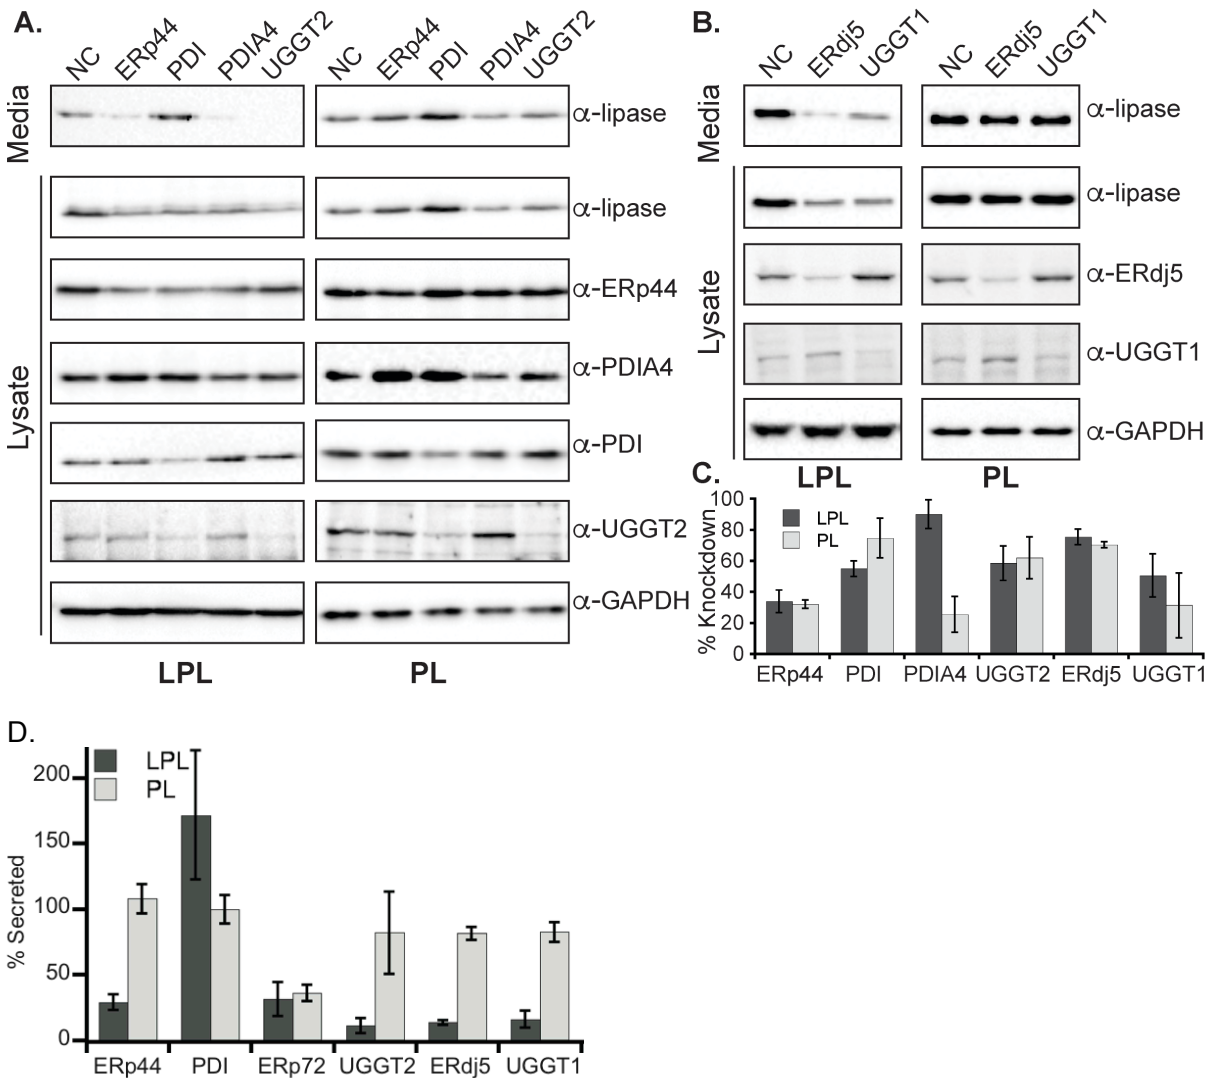 A.
NC ERp44 PDI PDIA4 UGGT2
NC ERp44 PDI PDIA4 UGGT2
Media
α-lipase
Lysate
α-lipase
α-ERp44
α-PDIA4
α-PDI
α-UGGT2
α-GAPDH
LPL PL
B.
NC ERdj5 UGGT1
NC ERdj5 UGGT1
Media
α-lipase
Lysate
α-lipase
α-ERdj5
α-UGGT1
α-GAPDH
LPL PL
C.
% Knockdown
100
80
60
40
20
0
LPL
PL
ERp44 PDI PDIA4 UGGT2 ERdj5 UGGT1
D.
% Secreted
200
150
100
50
0
LPL
PL
ERp44 PDI ERp72 UGGT2 ERdj5 UGGT1